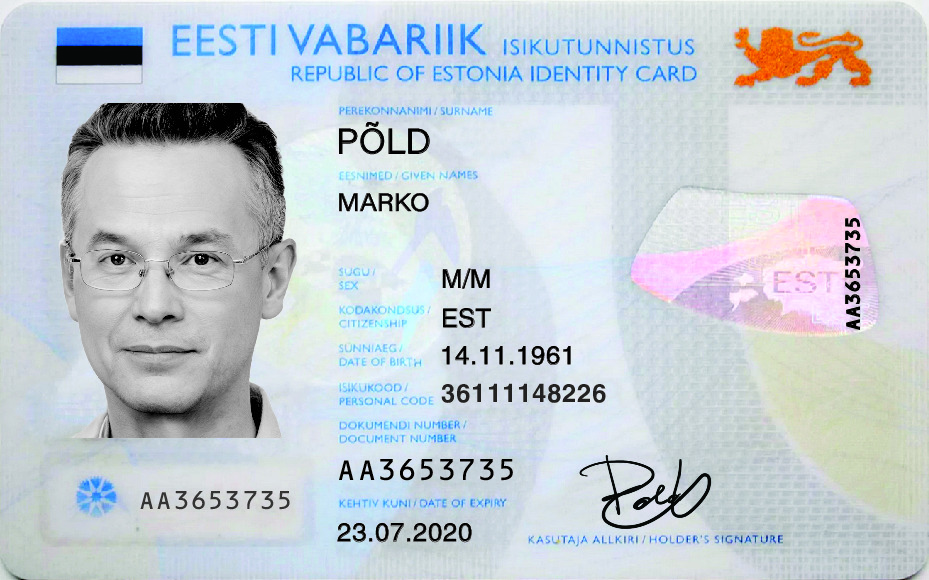 EESTI VABARIIK ISIKUTUNNISTUS
REPUBLIC OF ESTONIA IDENTITY CARD
PEREKONNANIMI / SURNAME
PÕLD
EESNIMED / GIVEN NAMES
MARKO
SUGU /
SEX
M/M
KODAKONDSUS /
CITIZENSHIP
EST
SÜNNIAEG /
DATE OF BIRTH
14.11.1961
ISIKUKOOD /
PERSONAL CODE
36111148226
DOKUMENDI NUMBER /
DOCUMENT NUMBER
AA3653735
KEHTIV KUNI / DATE OF EXPIRY
23.07.2020
AA3653735
EST
AA3653735
Põld
KASUTAJA ALLKIRI / HOLDER'S SIGNATURE